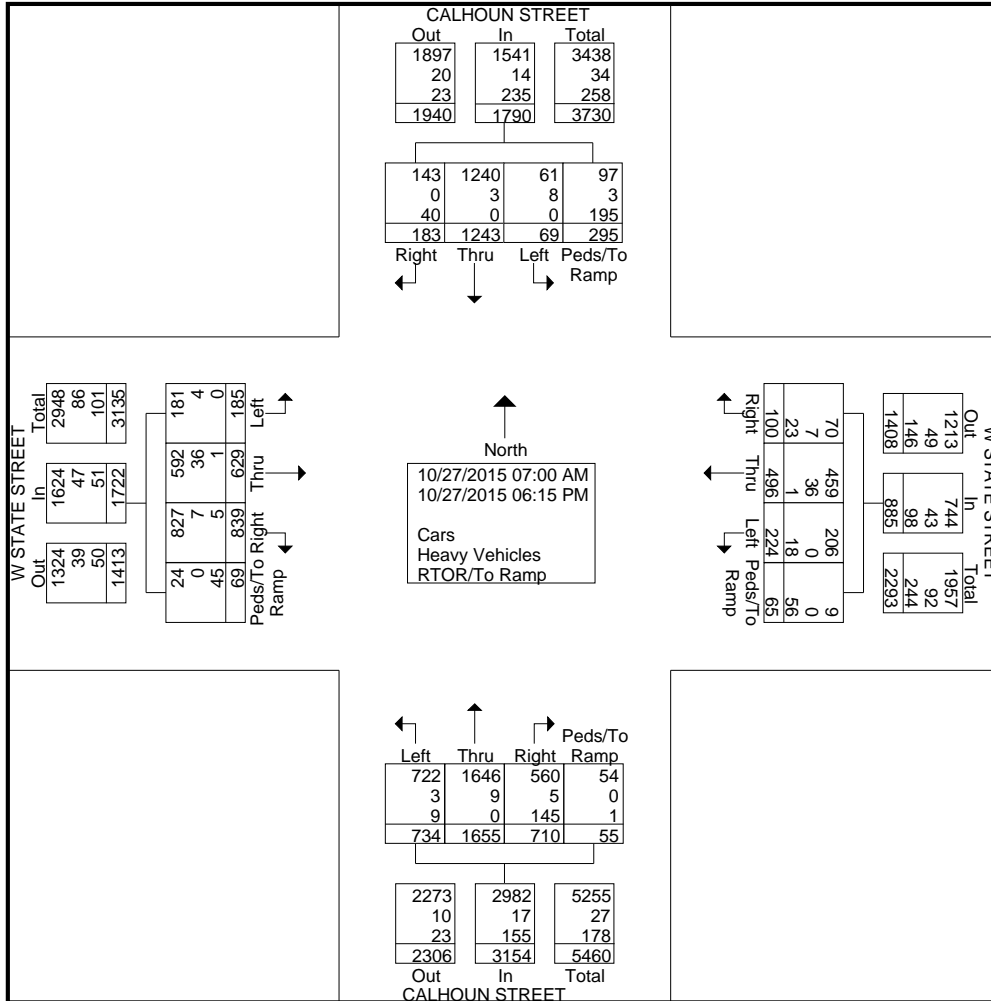 CALHOUN STREET
Out In Total
1897 1541 3438
20 14 34
23 235 258
1940 1790 3730
143 1240 61 97
0 3 8 3
40 0 0 195
183 1243 69 295
Right Thru Left Peds/To Ramp
W STATE STREET
Total In Out
2948 86 101 3135
1624 47 51 1722
1324 39 50 1413
181 4 0 185 Left
592 36 1 629 Thru
827 7 5 839 Right
24 0 45 69 Peds/To Ramp
North
10/27/2015 07:00 AM
10/27/2015 06:15 PM
Cars
Heavy Vehicles
RTOR/To Ramp
Right 100 23 7 70
Thru 496 1 36 459
Left 224 18 0 206
Peds/To Ramp 65 56 0 9
W STATE STREET
Out In Total
1408 146 49 1213
885 98 43 744
2293 244 92 1957
Left Thru Right Peds/To Ramp
722 1646 560 54
3 9 5 0
9 0 145 1
734 1655 710 55
2273 2982 5255
10 17 27
23 155 178
2306 3154 5460
Out In Total
CALHOUN STREET